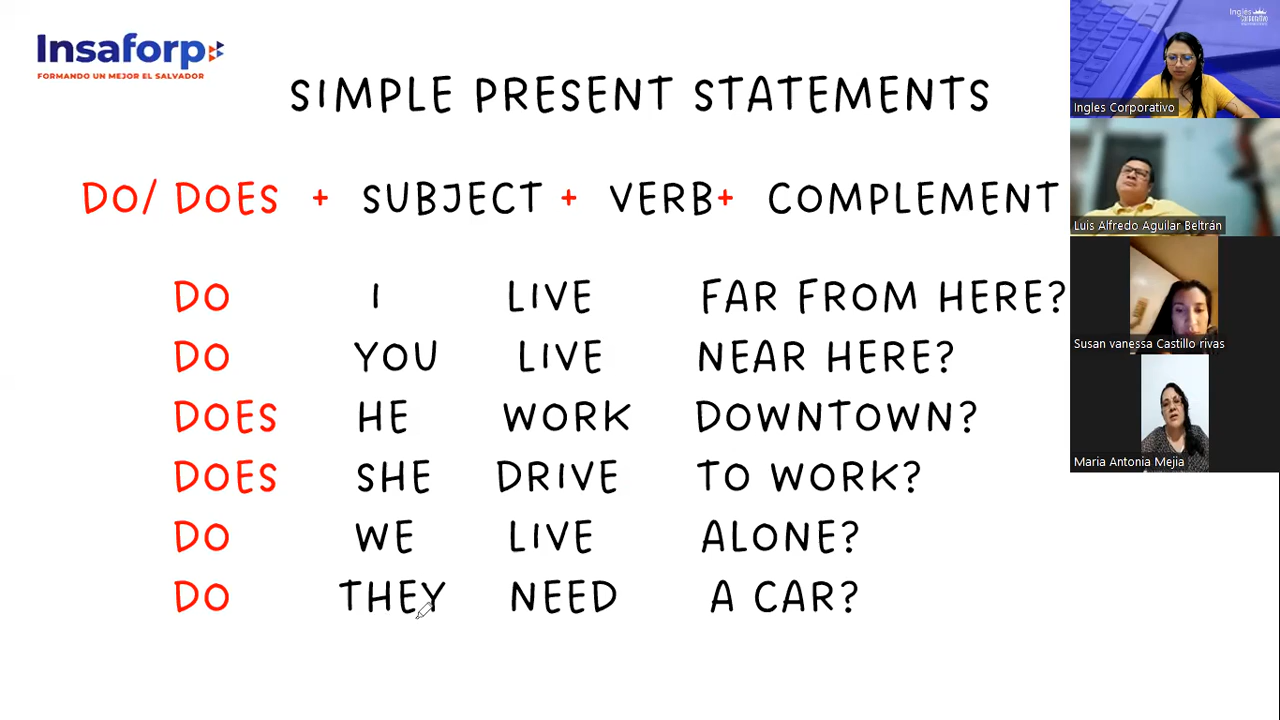 Insaforp
FORMANDO UN MEJOR EL SALVADOR
SIMPLE PRESENT STATEMENTS
DO/ DOES + SUBJECT + VERB+ COMPLEMENT
DO I LIVE FAR FROM HERE?
DO YOU LIVE NEAR HERE?
DOES HE WORK DOWNTOWN?
DOES SHE DRIVE TO WORK?
DO WE LIVE ALONE?
DO THEY NEED A CAR?
Inglés
Corporativo
Ingles Corporativo
Luis Alfredo Aguilar Beltrán
Susan vanessa Castillo rivas
Maria Antonia Mejia